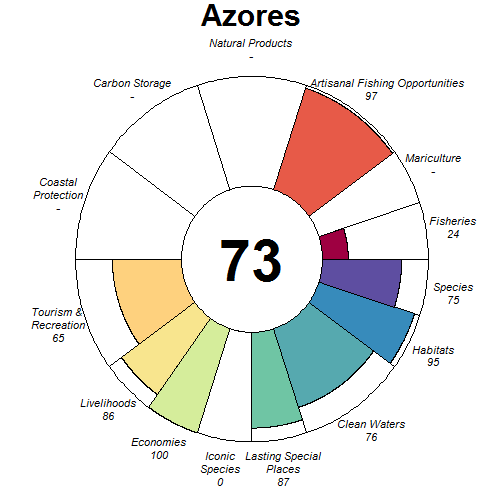 Azores
Natural Products
-
Carbon Storage
-
Artisanal Fishing Opportunities
97
Mariculture
-
Coastal
Protection
-
Fisheries
24
73
Species
75
Tourism &
Recreation
65
Habitats
95
Livelihoods
86
Clean Waters
76
Economies
100
Iconic
Species
0
Lasting Special
Places
87